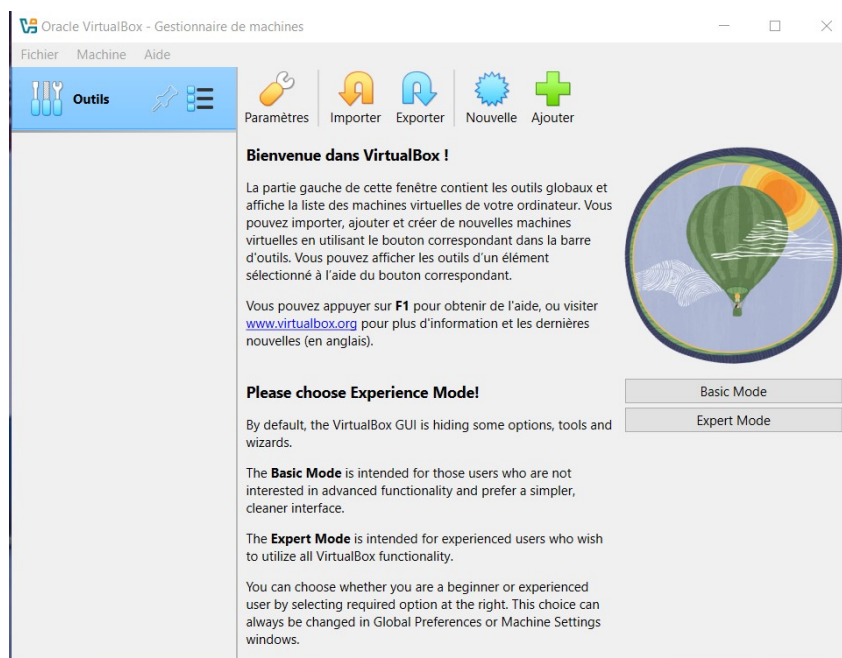 Oracle VirtualBox - Gestionnaire de machines
Fichier Machine Aide
Outils
Paramètres Importer Exporter Nouvelle Ajouter
Bienvenue dans VirtualBox !
La partie gauche de cette fenêtre contient les outils globaux et
affiche la liste des machines virtuelles de votre ordinateur. Vous
pouvez importer, ajouter et créer de nouvelles machines
virtuelles en utilisant le bouton correspondant dans la barre
d'outils. Vous pouvez afficher les outils d'un élément
sélectionné à l'aide du bouton correspondant.
Vous pouvez appuyer sur F1 pour obtenir de l'aide, ou visiter
www.virtualbox.org pour plus d'information et les dernières
nouvelles (en anglais).
Please choose Experience Mode!
By default, the VirtualBox GUI is hiding some options, tools and
wizards.
The Basic Mode is intended for those users who are not
interested in advanced functionality and prefer a simpler,
cleaner interface.
The Expert Mode is intended for experienced users who wish
to utilize all VirtualBox functionality.
You can choose whether you are a beginner or experienced
user by selecting required option at the right. This choice can
always be changed in Global Preferences or Machine Settings
windows.
Basic Mode
Expert Mode